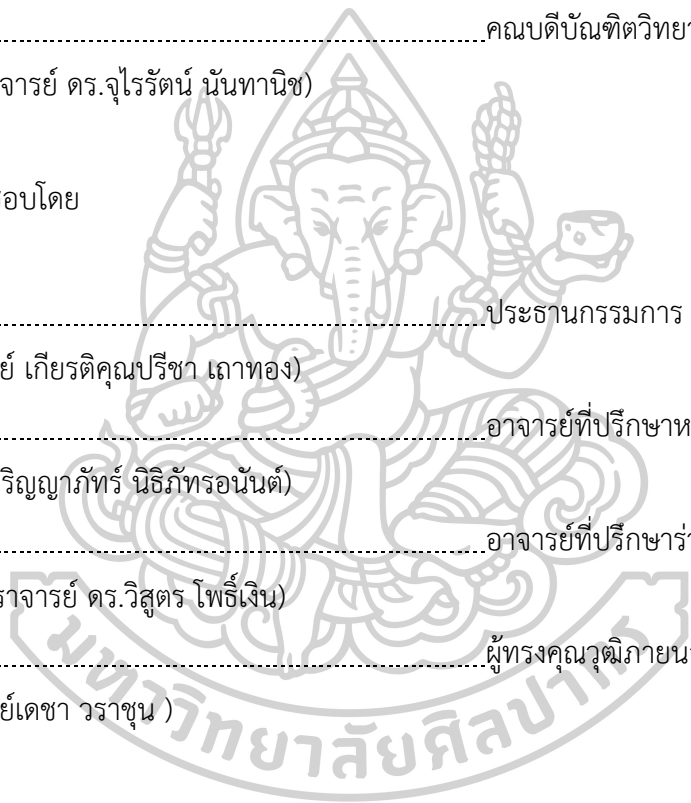 คณบดีบัณฑิตวิทยา
จารย์ ดร.จุไรรัตน์ นันทานิช)
สอบโดย
ประธานกรรมการ
ย์ เกียรติคุณปรีชา เถาทอง)
อาจารย์ที่ปรึกษาห
ริญญาภัทร์ นิธิภัทรอนันต์)
อาจารย์ที่ปรึกษาร่ว
ราจารย์ ดร.วิสูตร โพธิ์เงิน)
ผู้ทรงคุณวุฒิภายน
ย์เดชา วราชุน )
มหาวิทยาลัยศิลปากร